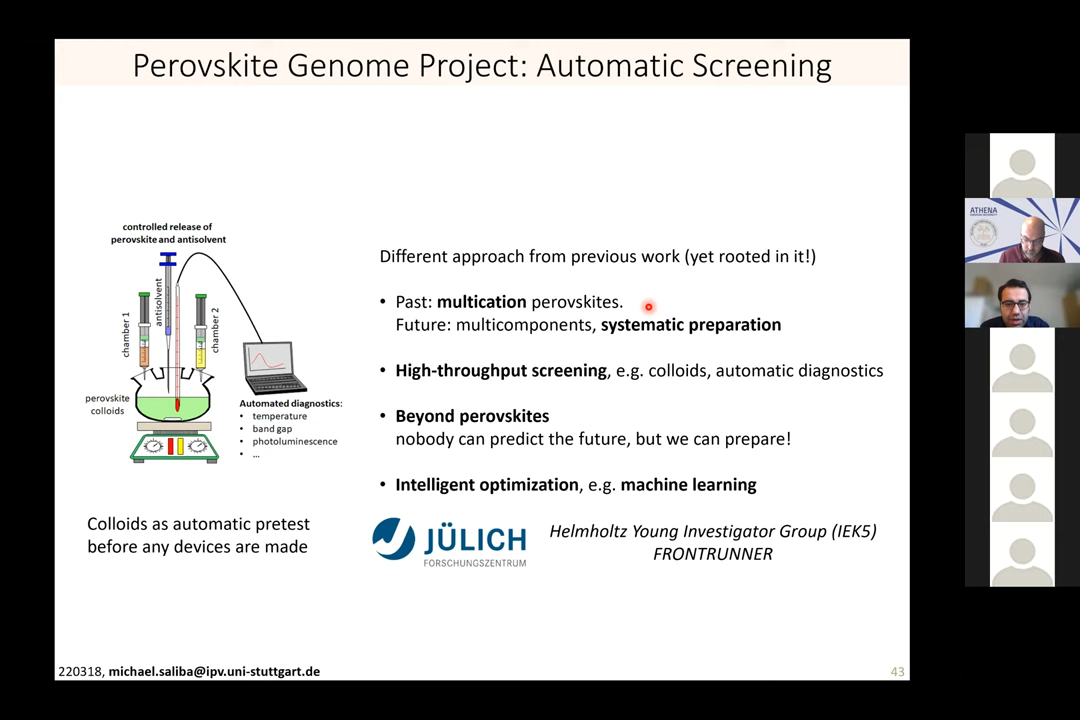 Perovskite Genome Project: Automatic Screening
controlled release of
perovskite and antisolvent
chamber 1
antisolvent
chamber 2
perovskite
colloids
Automated diagnostics:
• temperature
• band gap
• photoluminescence
• ...
Colloids as automatic pretest
before any devices are made
Different approach from previous work (yet rooted in it!)
• Past: multication perovskites.
Future: multicomponents, systematic preparation
• High-throughput screening, e.g. colloids, automatic diagnostics
• Beyond perovskites
nobody can predict the future, but we can prepare!
• Intelligent optimization, e.g. machine learning
JÜLICH
FORSCHUNGSZENTRUM
Helmholtz Young Investigator Group (IEK5)
FRONTRUNNER
220318, michael.saliba@ipv.uni-stuttgart.de
43
ATHENA